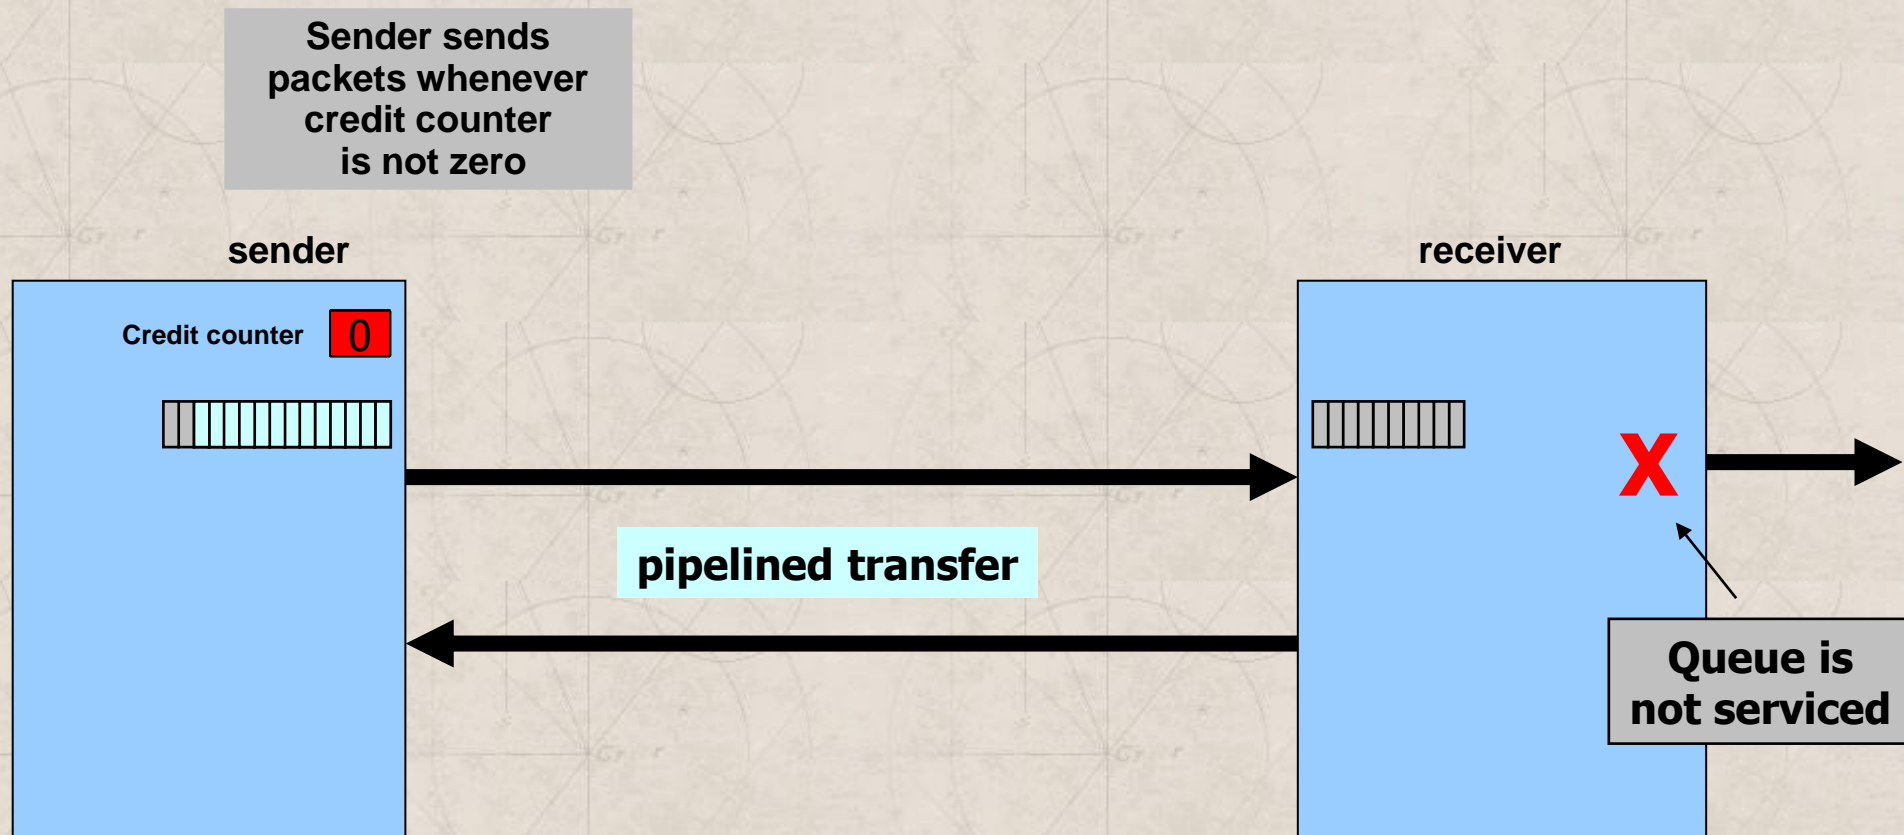 Sender sends
packets whenever
credit counter
is not zero
sender
receiver
Credit counter
0
X
pipelined transfer
Queue is
not serviced